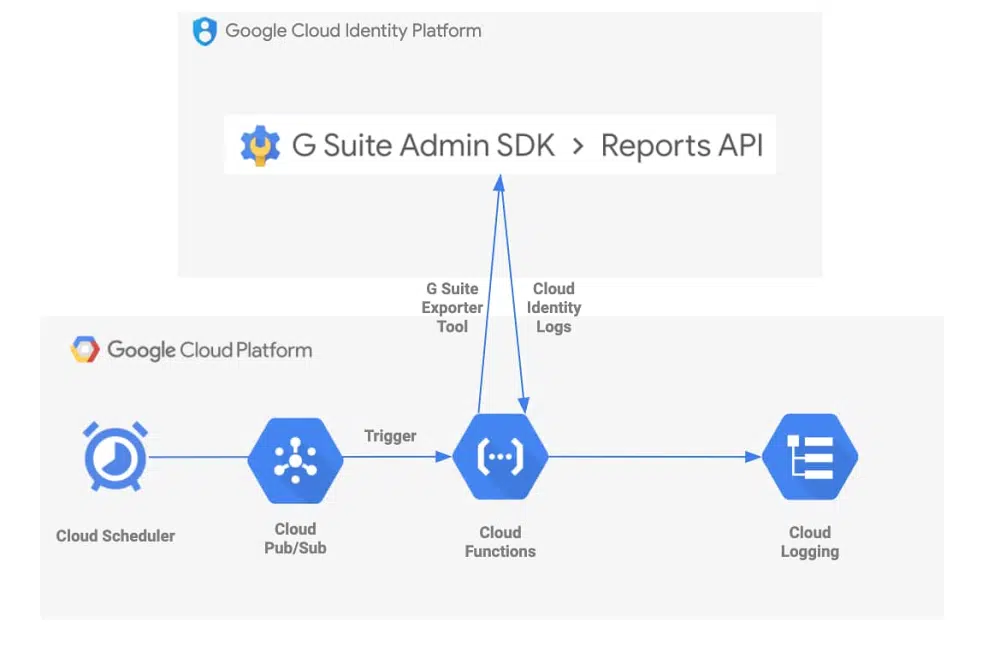 Google Cloud Identity Platform
G Suite Admin SDK > Reports API
G Suite
Exporter
Tool
Cloud
Identity
Logs
Google Cloud Platform
Trigger
Cloud Scheduler
Cloud
Pub/Sub
Cloud
Functions
Cloud
Logging